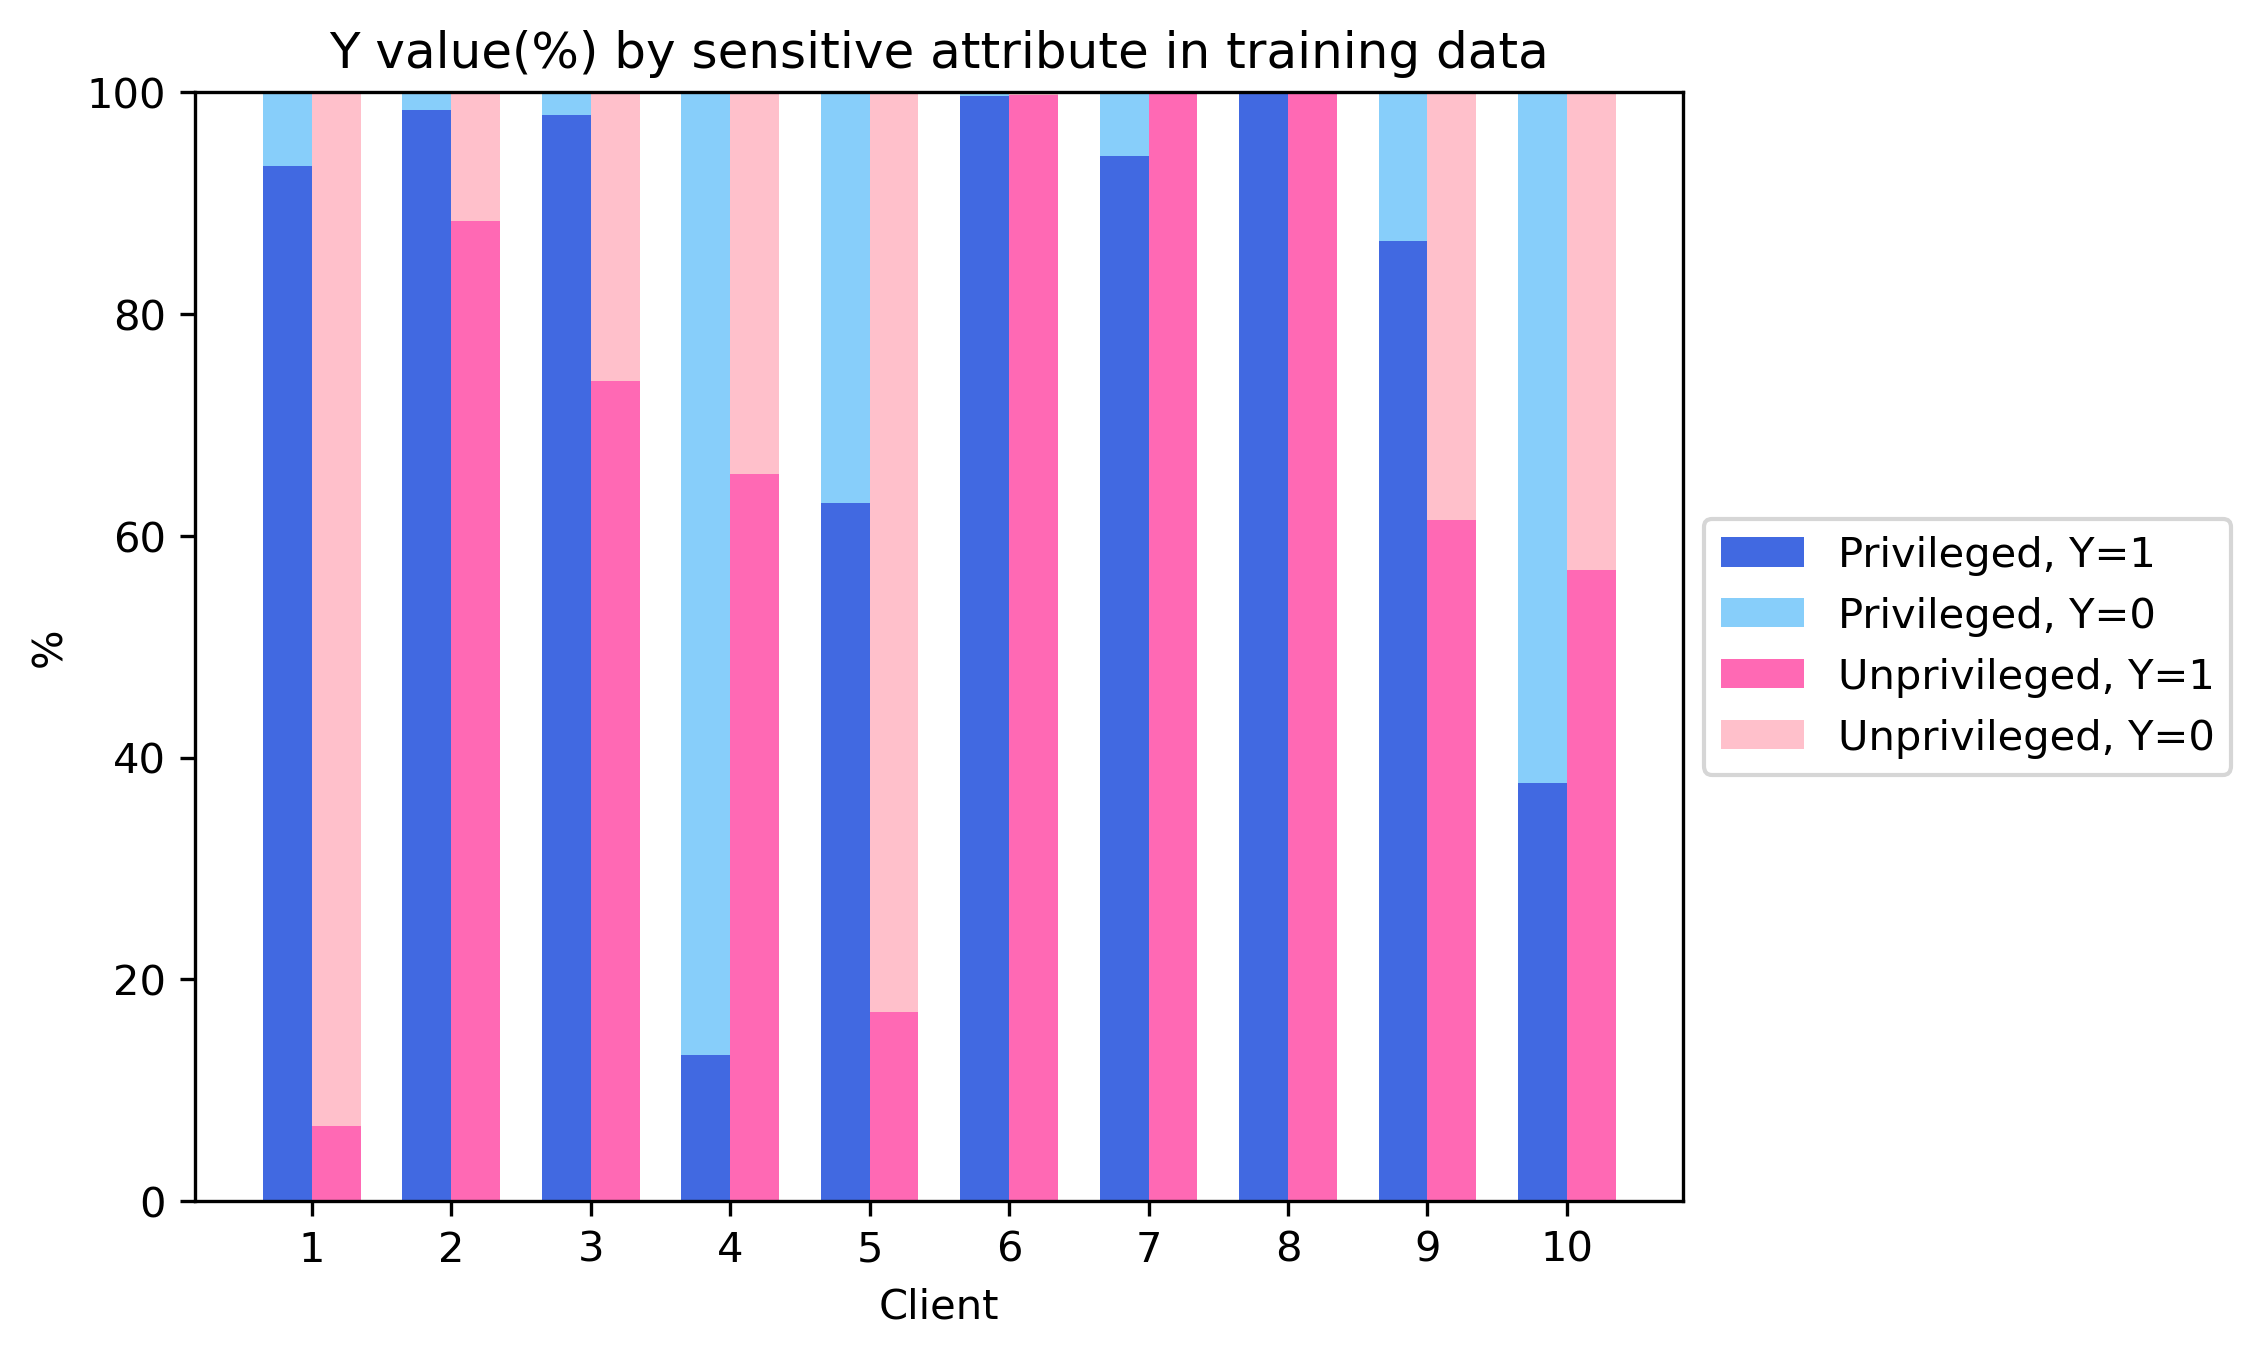 Y value(%) by sensitive attribute in training data
100
80
60
40
20
0
%
1 2 3 4 5 6 7 8 9 10
Client
Privileged, Y=1
Privileged, Y=0
Unprivileged, Y=1
Unprivileged, Y=0